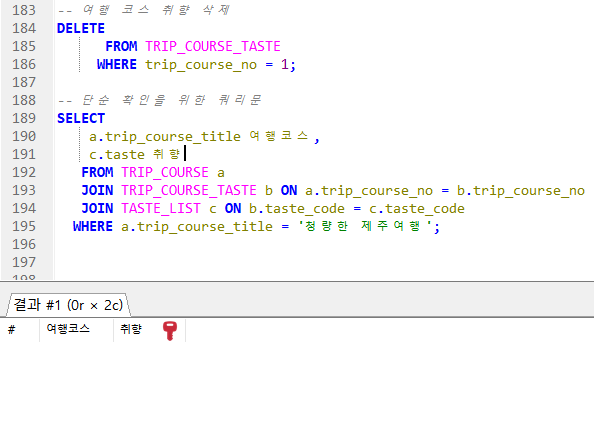 183 -- 여행 코스 취향 삭제
184 DELETE
185 FROM TRIP_COURSE_TASTE
186 WHERE trip_course_no = 1;
187
188 -- 단순 확인을 위한 쿼리문
189 SELECT
190 a.trip_course_title 여행코스,
191 c.taste 취향
192 FROM TRIP_COURSE a
193 JOIN TRIP_COURSE_TASTE b ON a.trip_course_no = b.trip_course_no
194 JOIN TASTE_LIST c ON b.taste_code = c.taste_code
195 WHERE a.trip_course_title = '청량한 제주여행';
196
197
198
결과 #1 (0r × 2c)
# 여행코스 취향